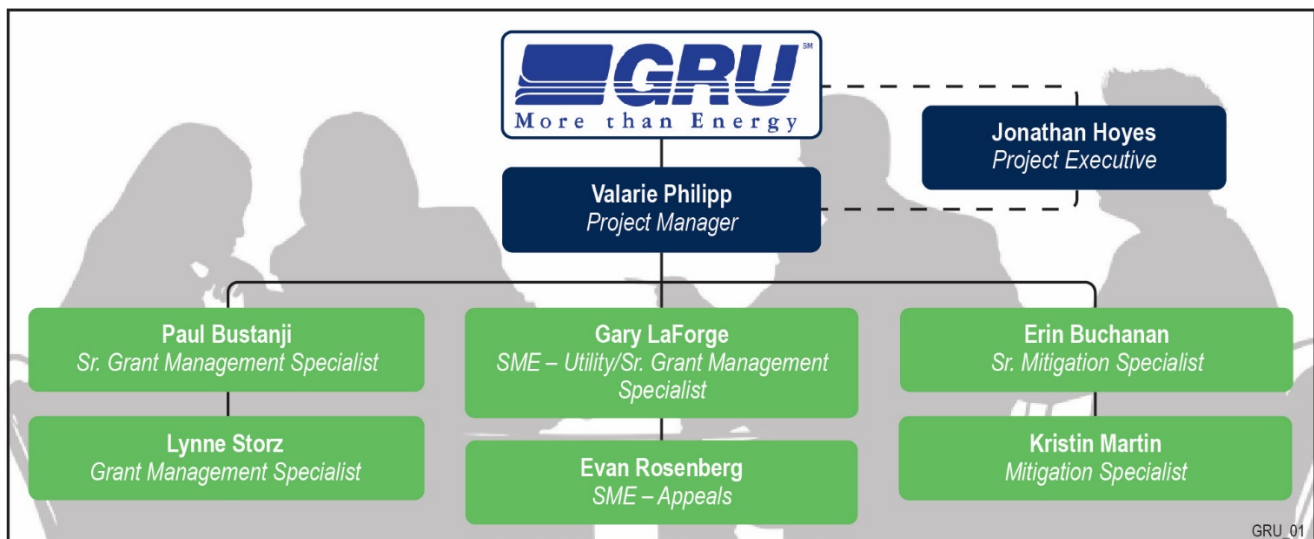 GRU SM
More than Energy
Jonathan Hoyes
Project Executive
Valarie Philipp
Project Manager
Paul Bustanji
Sr. Grant Management Specialist
Gary LaForge
SME – Utility/Sr. Grant Management
Specialist
Erin Buchanan
Sr. Mitigation Specialist
Lynne Storz
Grant Management Specialist
Evan Rosenberg
SME – Appeals
Kristin Martin
Mitigation Specialist
GRU_01